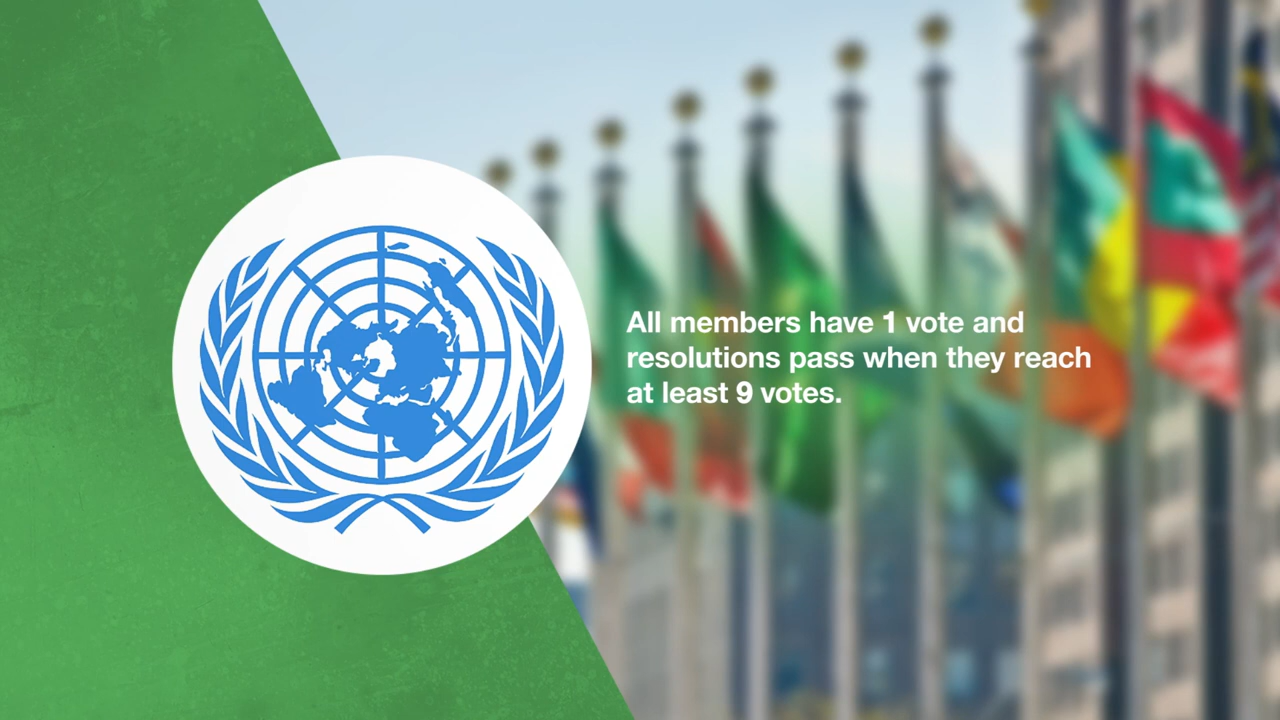 All members have 1 vote and
resolutions pass when they reach
at least 9 votes.